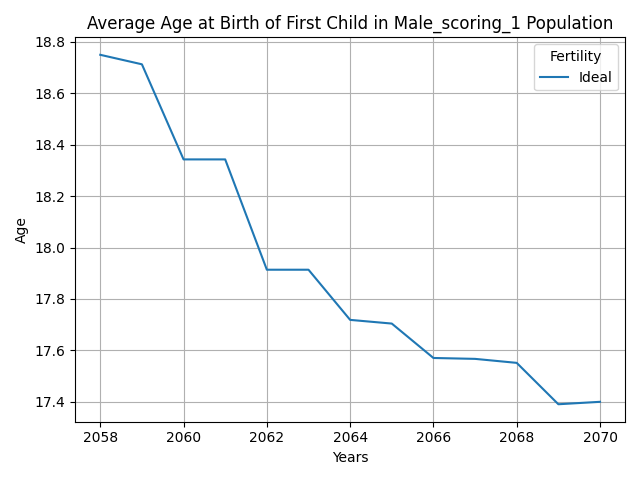 Average Age at Birth of First Child in Male_scoring_1 Population
Fertility
Ideal
18.8
18.6
18.4
18.2
18.0
17.8
17.6
17.4
Age
2058 2060 2062 2064 2066 2068 2070
Years